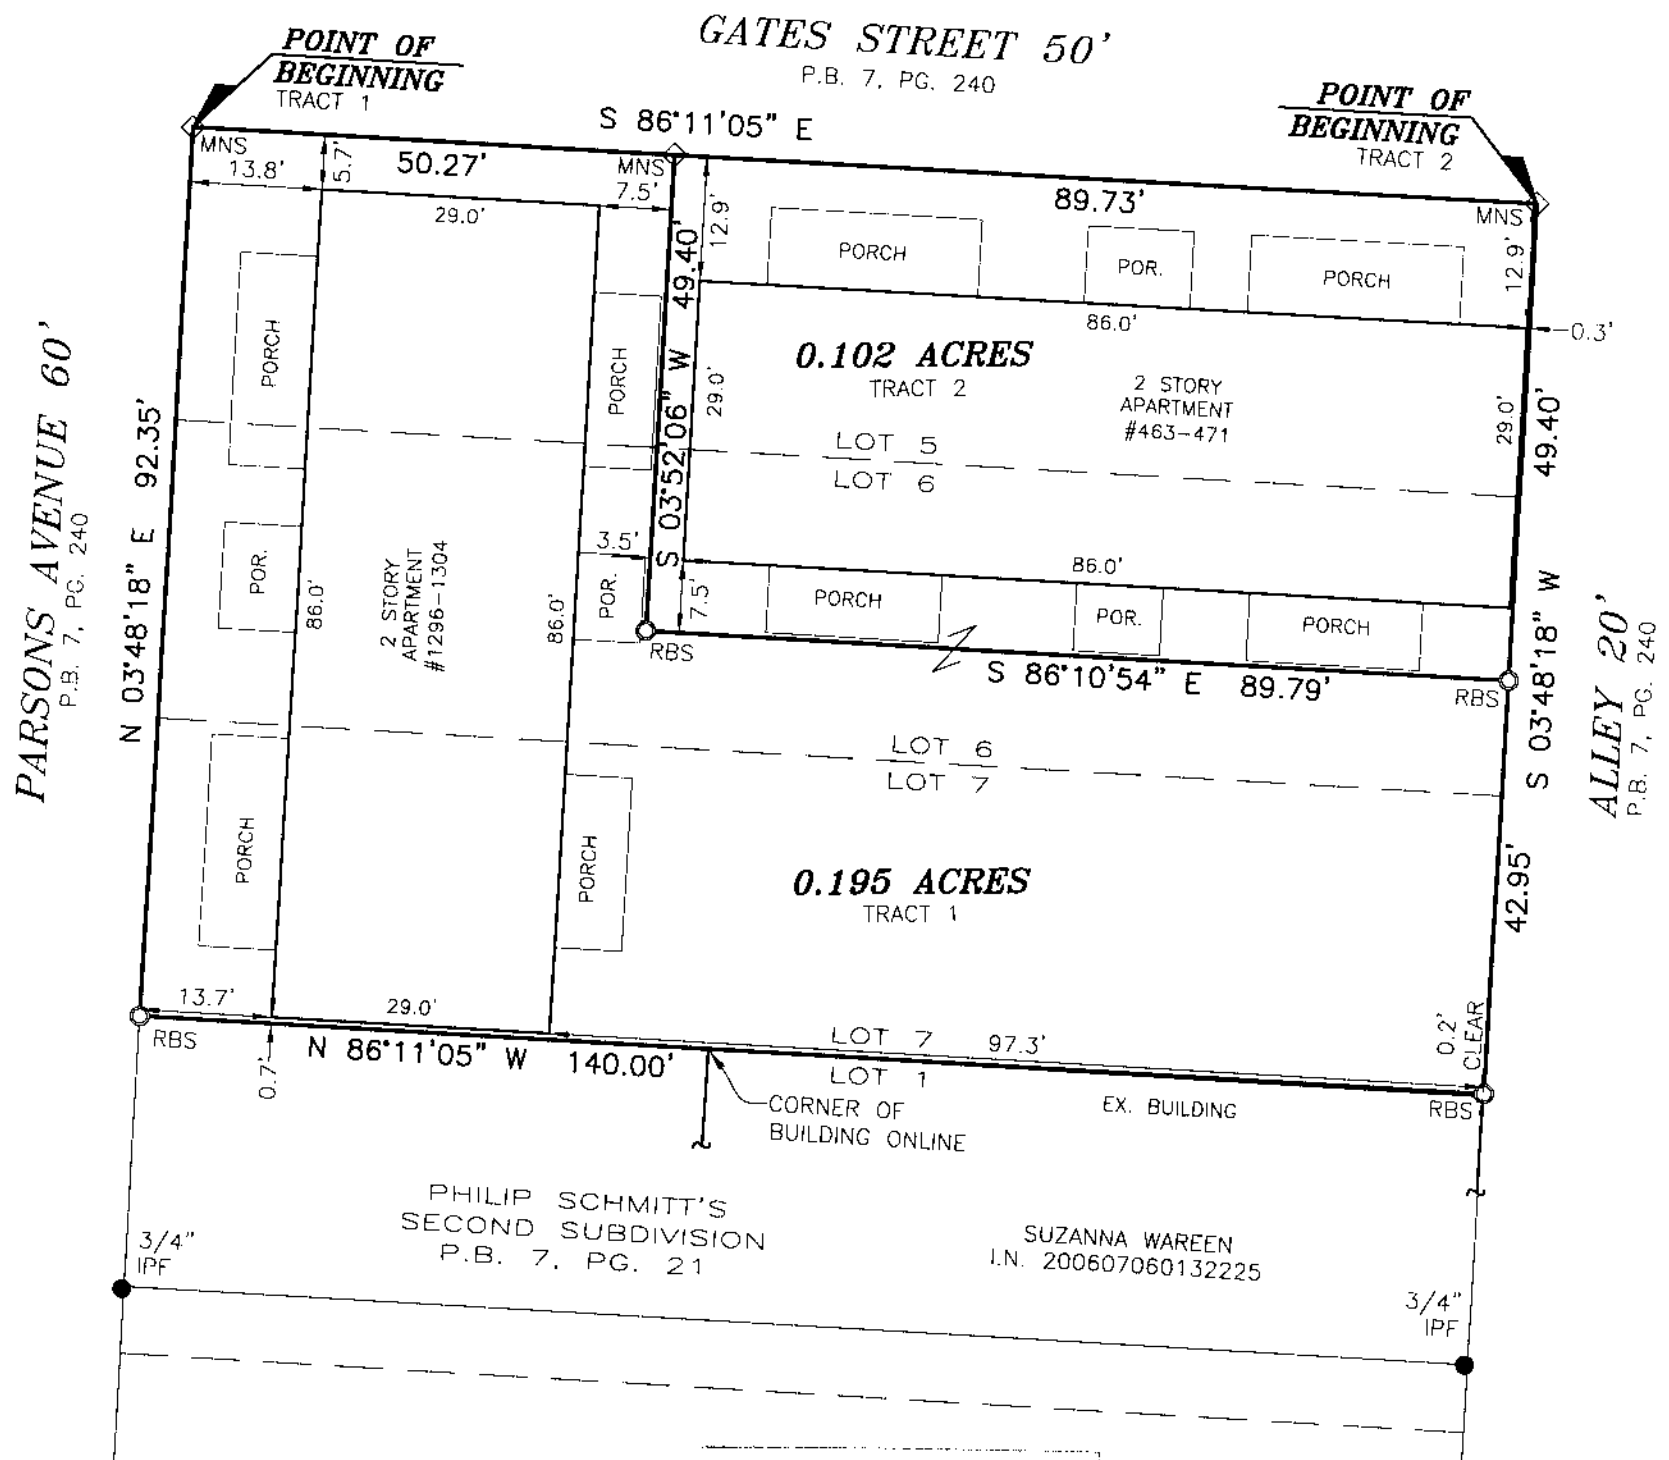 GATES STREET 50'
P.B. 7, PG. 240
POINT OF
BEGINNING
TRACT 1
POINT OF
BEGINNING
TRACT 2
S 86°11'05" E
MNS
13.8'
5.7'
50.27'
MNS
7.5'
89.73'
MNS
29.0'
12.9'
49.40'
S 03°52'06" W
PORCH
POR.
PORCH
12.9'
86.0'
0.3'
PORCH
PORCH
0.102 ACRES
TRACT 2
2 STORY
APARTMENT
#463-471
29.0'
29.0'
49.40'
LOT 5
LOT 6
PARSONS AVENUE 60'
P.B. 7, PG. 240
N 03°48'18" E 92.35'
POR.
86.0'
2 STORY
APARTMENT
#1296-1304
86.0'
3.5'
POR.
7.5'
86.0'
PORCH
POR.
PORCH
RBS
S 86°10'54" E 89.79'
RBS
S 03°48'18" W
ALLEY 20'
P.B. 7, PG. 240
LOT 6
LOT 7
PORCH
PORCH
0.195 ACRES
TRACT 1
42.95'
13.7'
29.0'
RBS
0.7'
N 86°11'05" W 140.00'
LOT 7
97.3'
LOT 1
0.2'
CLEAR
CORNER OF
BUILDING ONLINE
EX. BUILDING
RBS
PHILIP SCHMITT'S
SECOND SUBDIVISION
P.B. 7, PG. 21
SUZANNA WAREEN
I.N. 200607060132225
3/4"
IPF
3/4"
IPF